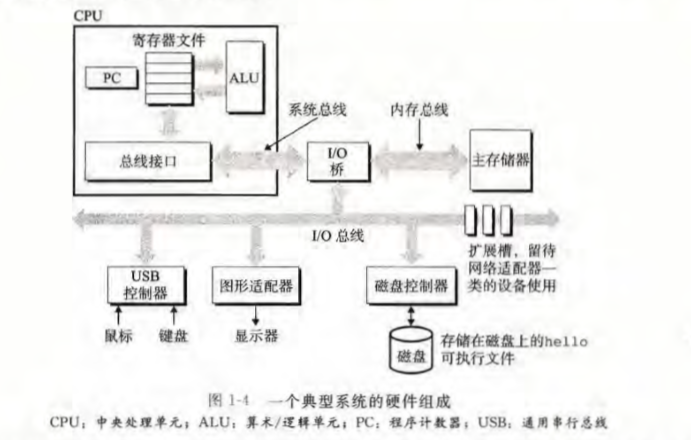 CPU
寄存器文件
PC
ALU
系统总线
内存总线
总线接口
I/O
桥
主存储器
I/O 总线
扩展槽，留待
网络适配器一
类的设备使用
USB
控制器
图形适配器
磁盘控制器
鼠标
键盘
显示器
磁盘
存储在磁盘上的hello
可执行文件
图 1-4 一个典型系统的硬件组成
CPU：中央处理单元；ALU：算术/逻辑单元；PC：程序计数器；USB：通用串行总线